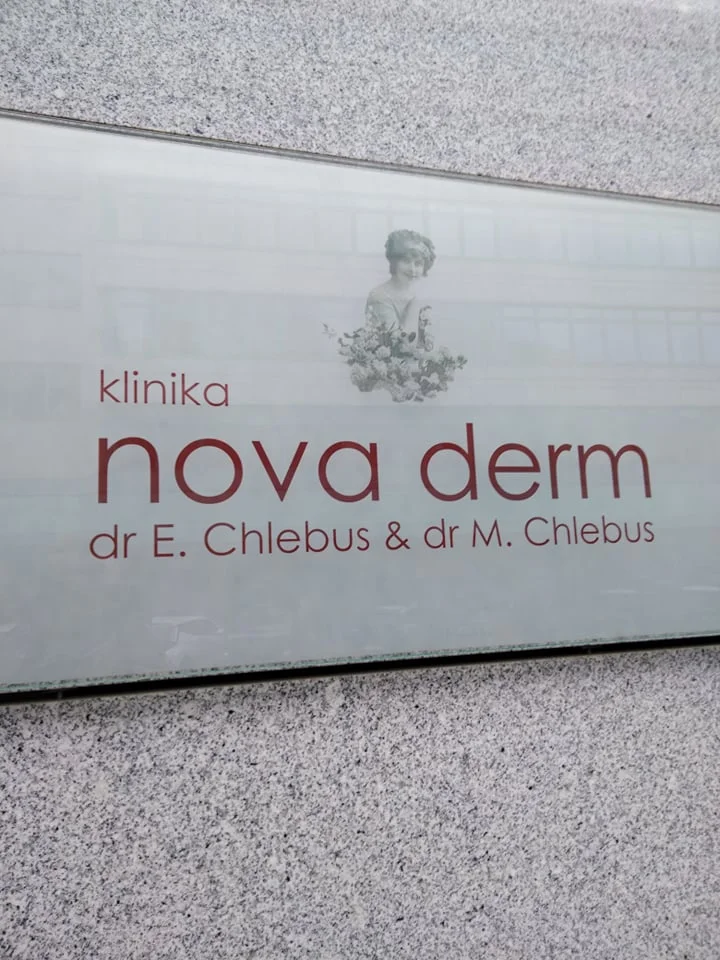 klinika
nova derm
dr E. Chlebus & dr M. Chlebus